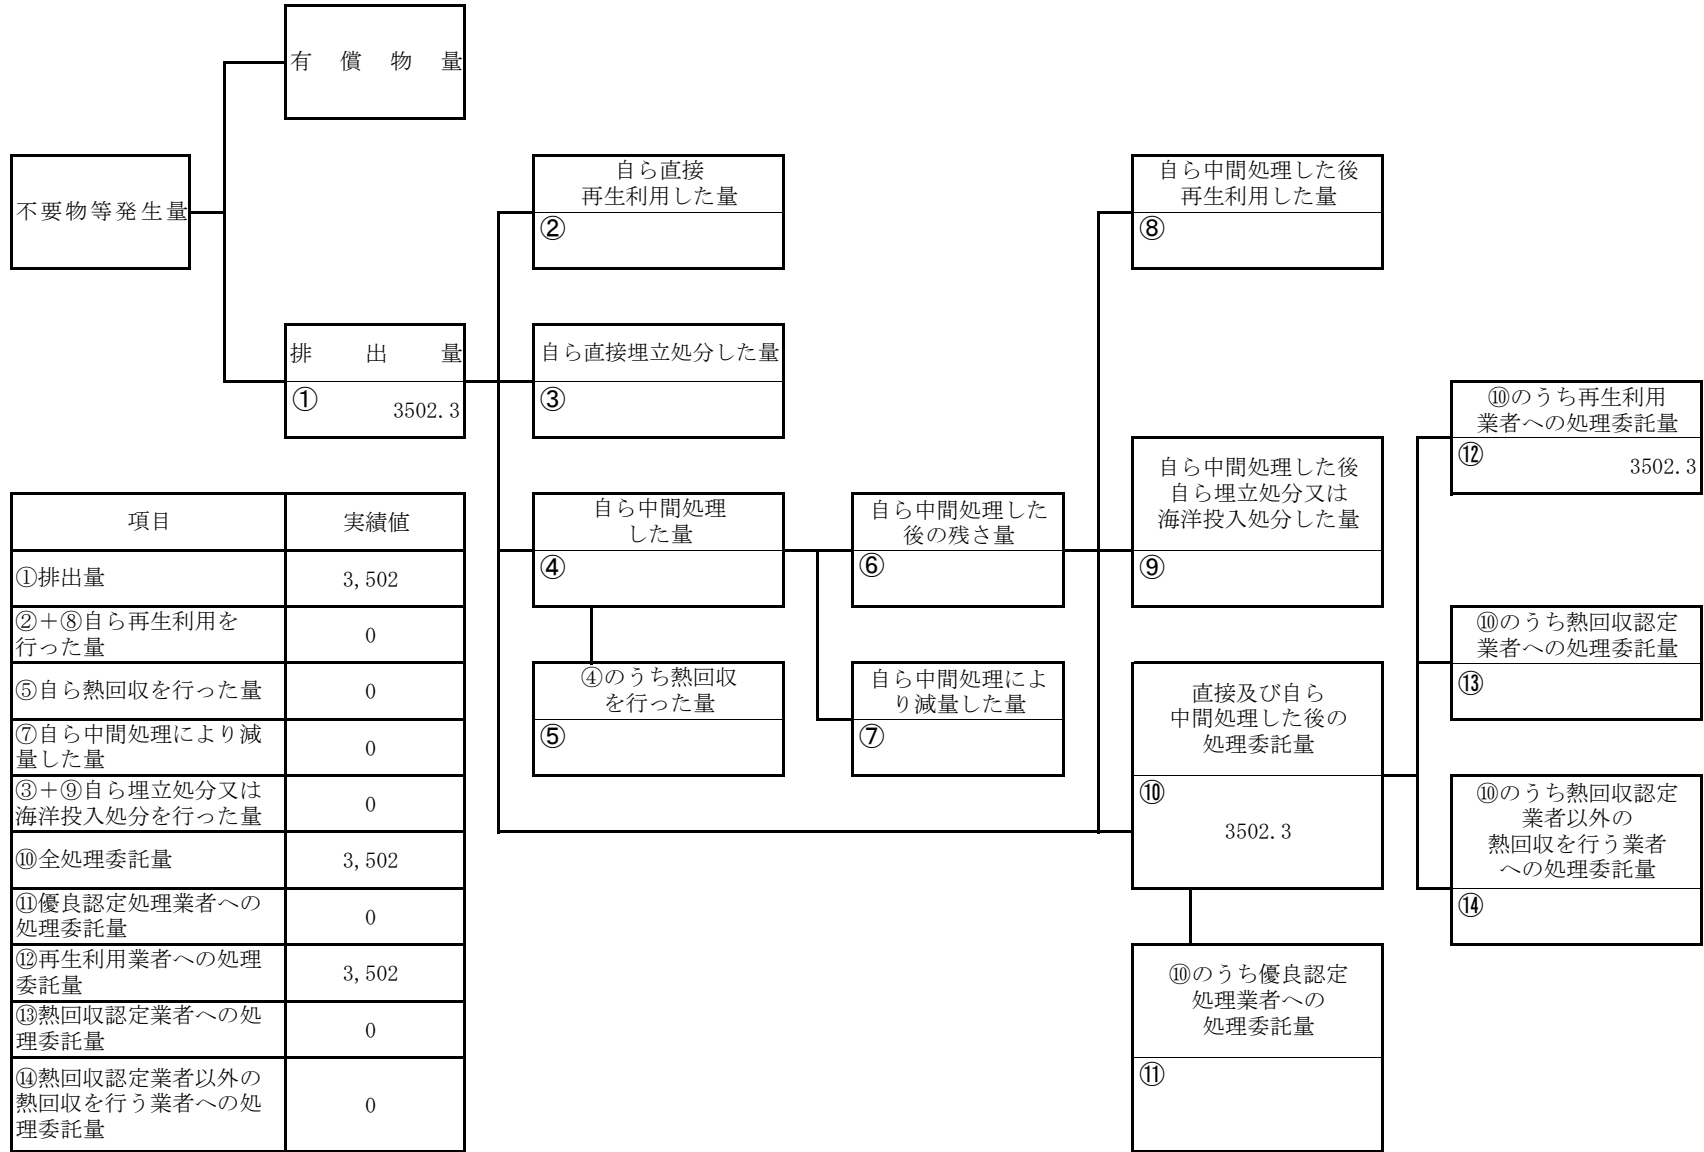 有償物量
不要物等発生量
排出量
①
3502.3
自ら直接
再生利用した量
②
自ら直接埋立処分した量
③
自ら中間処理
した量
④
④のうち熱回収
を行った量
⑤
自ら中間処理した
後の残さ量
⑥
自ら中間処理によ
り減量した量
⑦
自ら中間処理した後
再生利用した量
⑧
自ら中間処理した後
自ら埋立処分又は
海洋投入処分した量
⑨
直接及び自ら
中間処理した後の
処理委託量
⑩
3502.3
⑩のうち優良認定
処理業者への
処理委託量
⑪
⑩のうち再生利用
業者への処理委託量
⑫
3502.3
⑩のうち熱回収認定
業者への処理委託量
⑬
⑩のうち熱回収認定
業者以外の
熱回収を行う業者
への処理委託量
⑭
項目 実績値
①排出量 3,502
②＋⑧自ら再生利用を
行った量 0
⑤自ら熱回収を行った量 0
⑦自ら中間処理により減
量した量 0
③＋⑨自ら埋立処分又は
海洋投入処分を行った量 0
⑩全処理委託量 3,502
⑪優良認定処理業者への
処理委託量 0
⑫再生利用業者への処理
委託量 3,502
⑬熱回収認定業者への処
理委託量 0
⑭熱回収認定業者以外の
熱回収を行う業者への処
理委託量 0